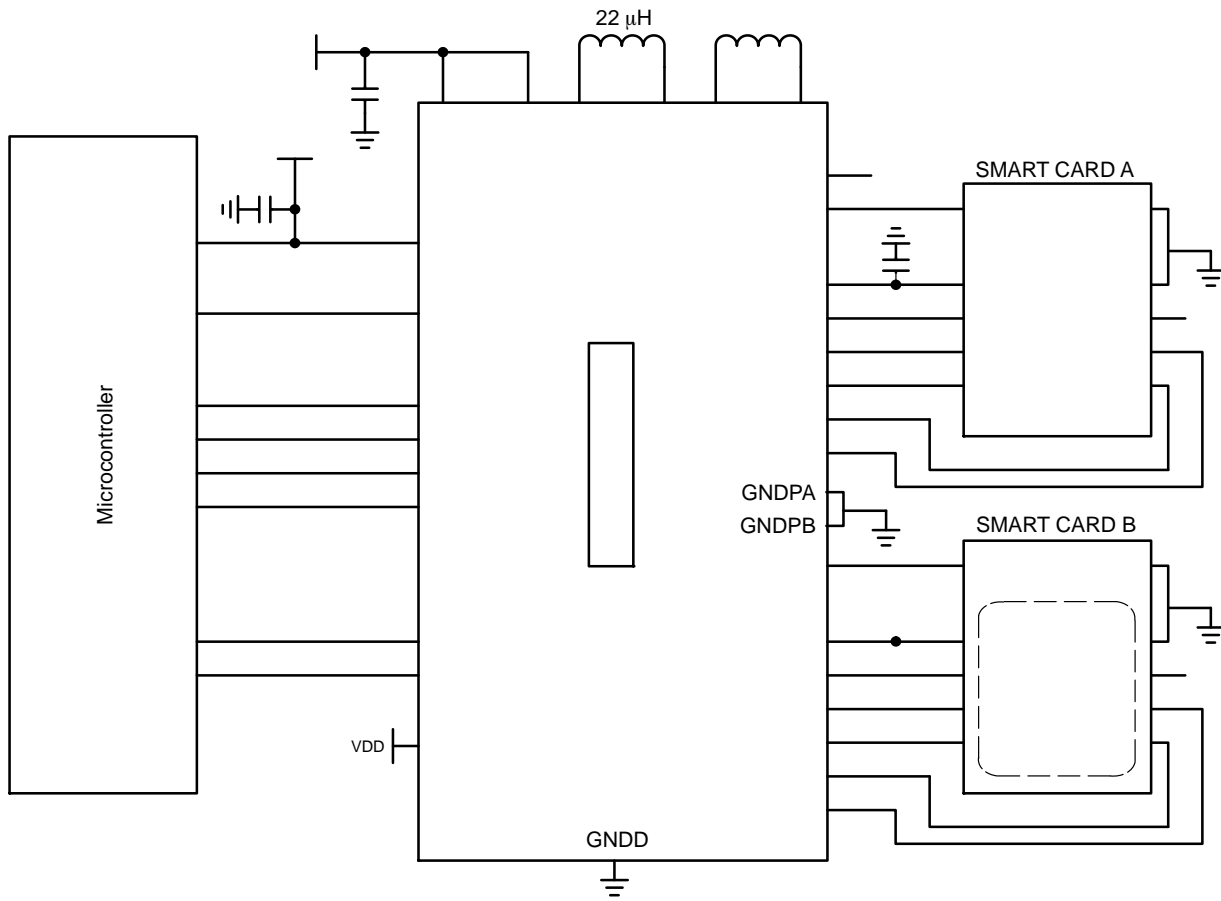 22 μH
SMART CARD A
Microcontroller
GNDPA
GNDPB
SMART CARD B
VDD
GNDD